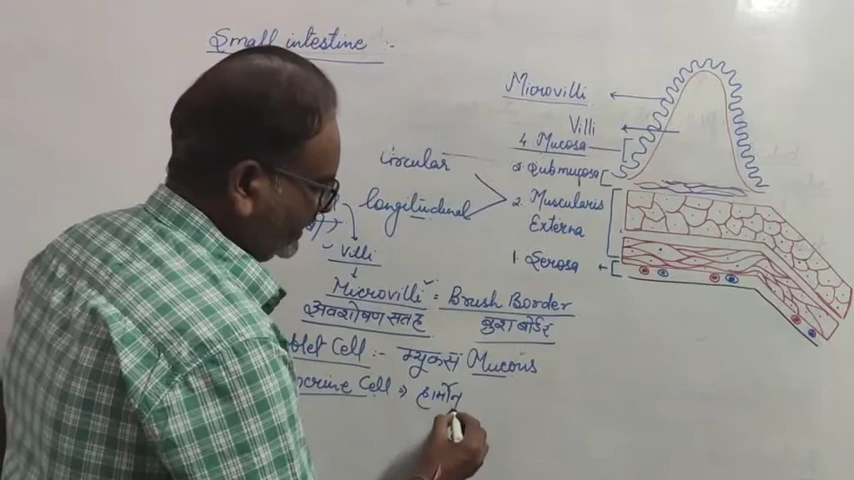 Small intestine :-
Microvilli
Villi
4 Mucosa
Circular
3 Submucosa
longitudinal
2. Muscularis
Externa
Villi
1. Serosa
Microvilli = Brush Border
अवशोषण सतह ब्रुश बोर्डर
Cell :- म्यूकस Mucous
Cell => हार्मोन